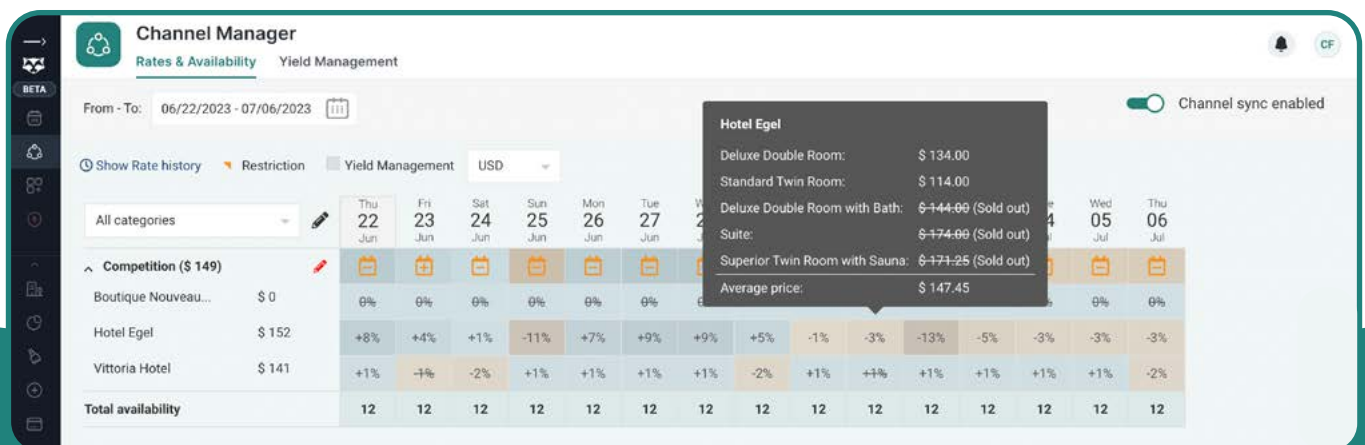 Channel Manager
CF
Rates & Availability Yield Management
BETA
From - To: 06/22/2023 - 07/06/2023
Channel sync enabled
Hotel Egel
Deluxe Double Room: $ 134.00
Standard Twin Room: $ 114.00
Deluxe Double Room with Bath: $ 144.00 (Sold out)
Suite: $ 174.00 (Sold out)
Superior Twin Room with Sauna: $ 171.25 (Sold out)
Average price: $ 147.45
Show Rate history Restriction Yield Management USD
All categories
Thu Fri Sat Sun Mon Tue Wed Thu
22 23 24 25 26 27 05 06
Jun Jun Jun Jun Jun Jun Jul Jul
Competition ($ 149)
Boutique Nouveau... $ 0 0% 0% 0% 0% 0% 0% 0% 0%
Hotel Egel $ 152 +8% +4% +1% -11% +7% +9% +9% +5% -1% -3% -13% -5% -3% -3% -3%
Vittoria Hotel $ 141 +1% -1% -2% +1% +1% +1% +1% -2% +1% +1% +1% +1% +1% +1% -2%
Total availability 12 12 12 12 12 12 12 12 12 12 12 12 12 12 12